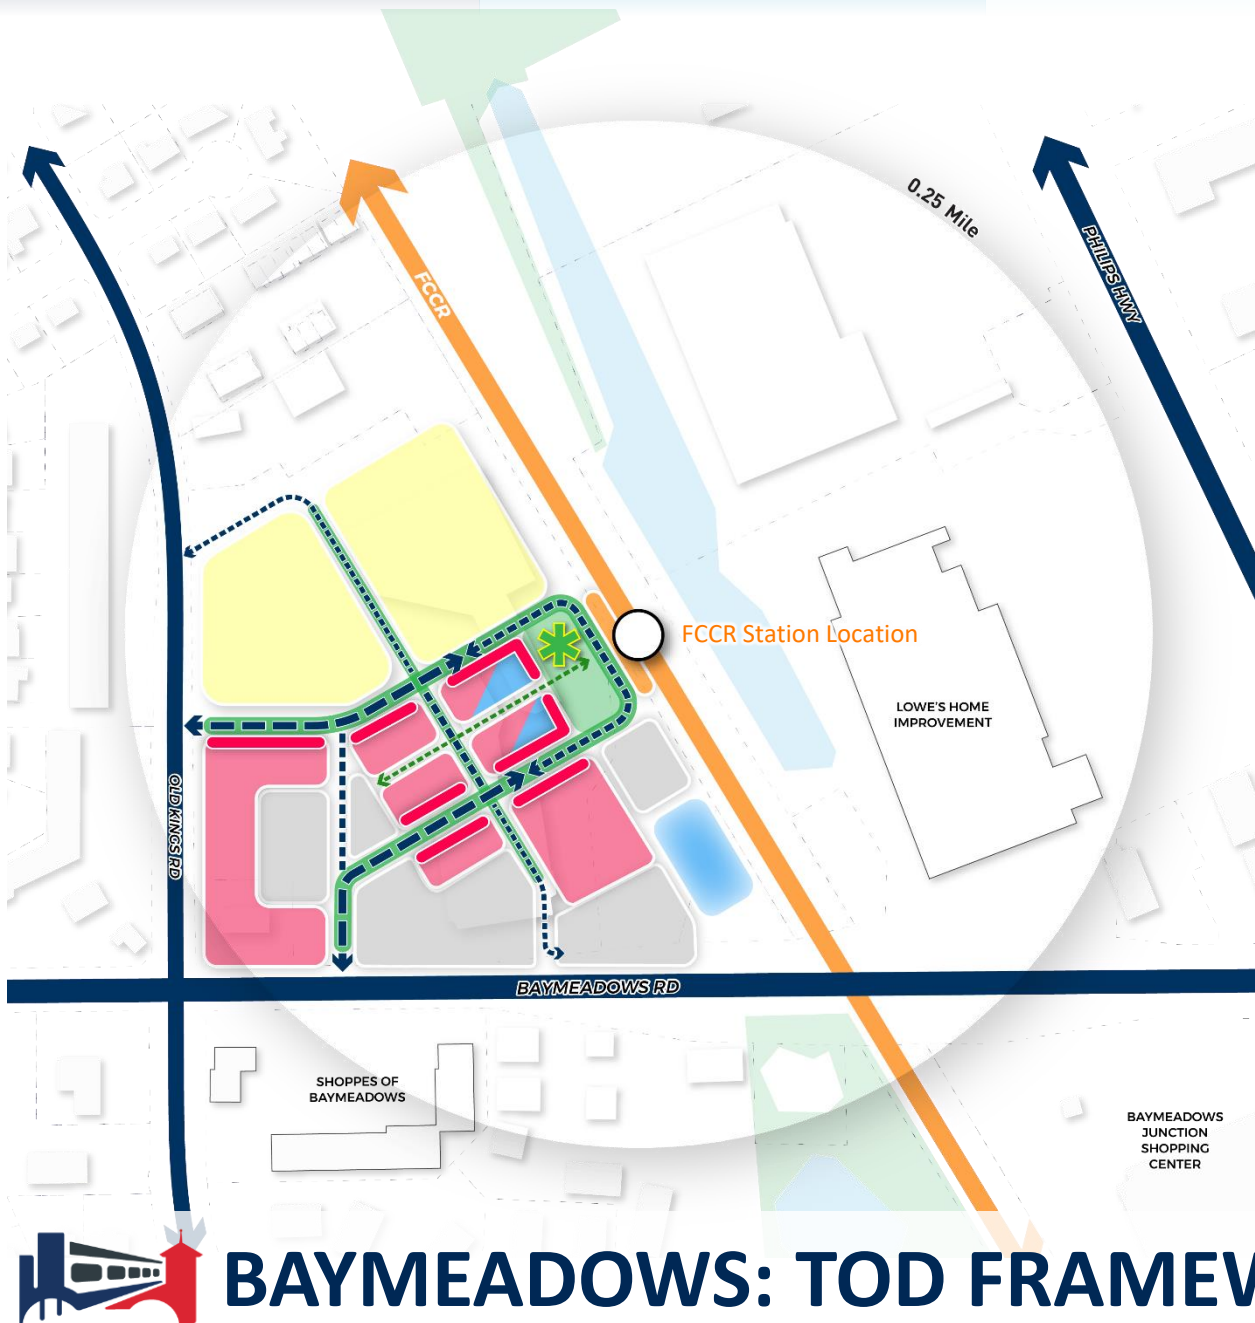 0.25 Mile
PHILIPS HWY
FCCR
FCCR Station Location
LOWE'S HOME
IMPROVEMENT
OLD KINGS RD
BAYMEADOWS RD
SHOPPES OF
BAYMEADOWS
BAYMEADOWS
JUNCTION
SHOPPING
CENTER
BAYMEADOWS: TOD FRAMEW